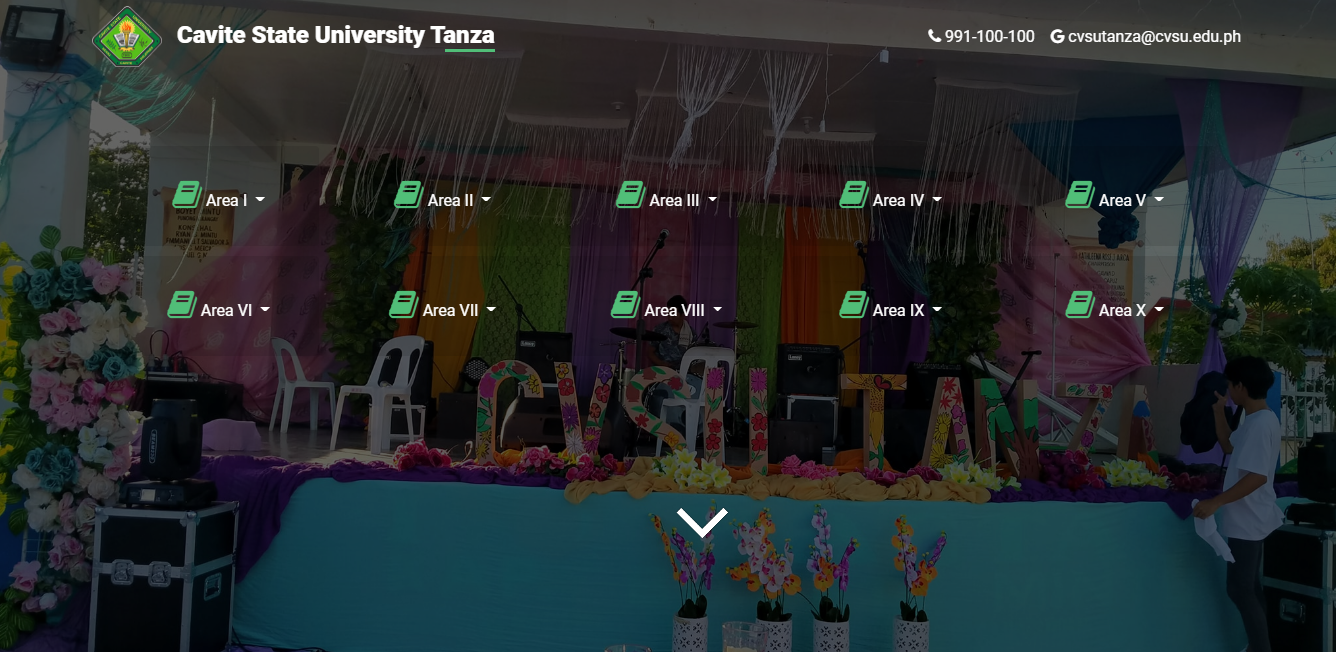 Cavite State University Tanza
991-100-100 cvsutanza@cvsu.edu.ph
Area I Area II Area III Area IV Area V
Area VI Area VII Area VIII Area IX Area X
CVSU TANZA